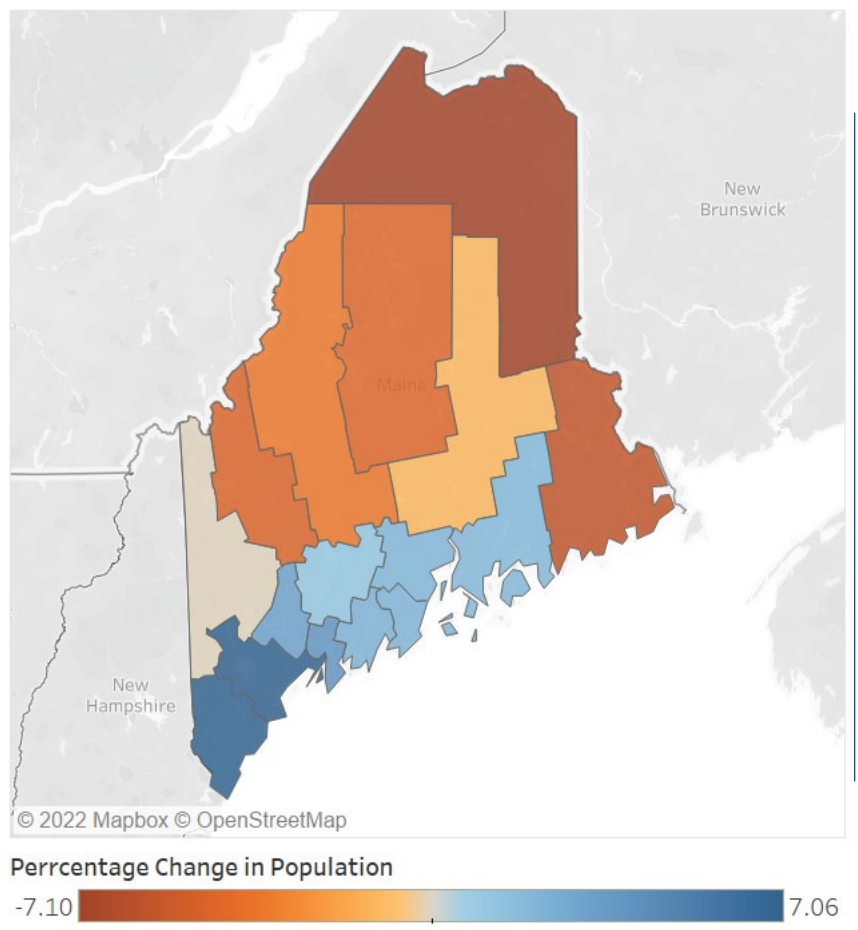 New
Brunswick
Maine
New
Hampshire
© 2022 Mapbox © OpenStreetMap
Perrcentage Change in Population
-7.10
7.06